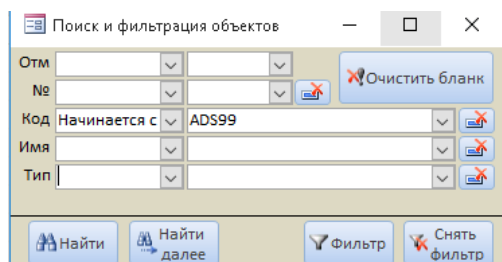 Поиск и фильтрация объектов
Отм
Очистить бланк
№
Код Начинается с ADS99
Имя
Тип
Найти
Найти далее
Фильтр
Снять фильтр